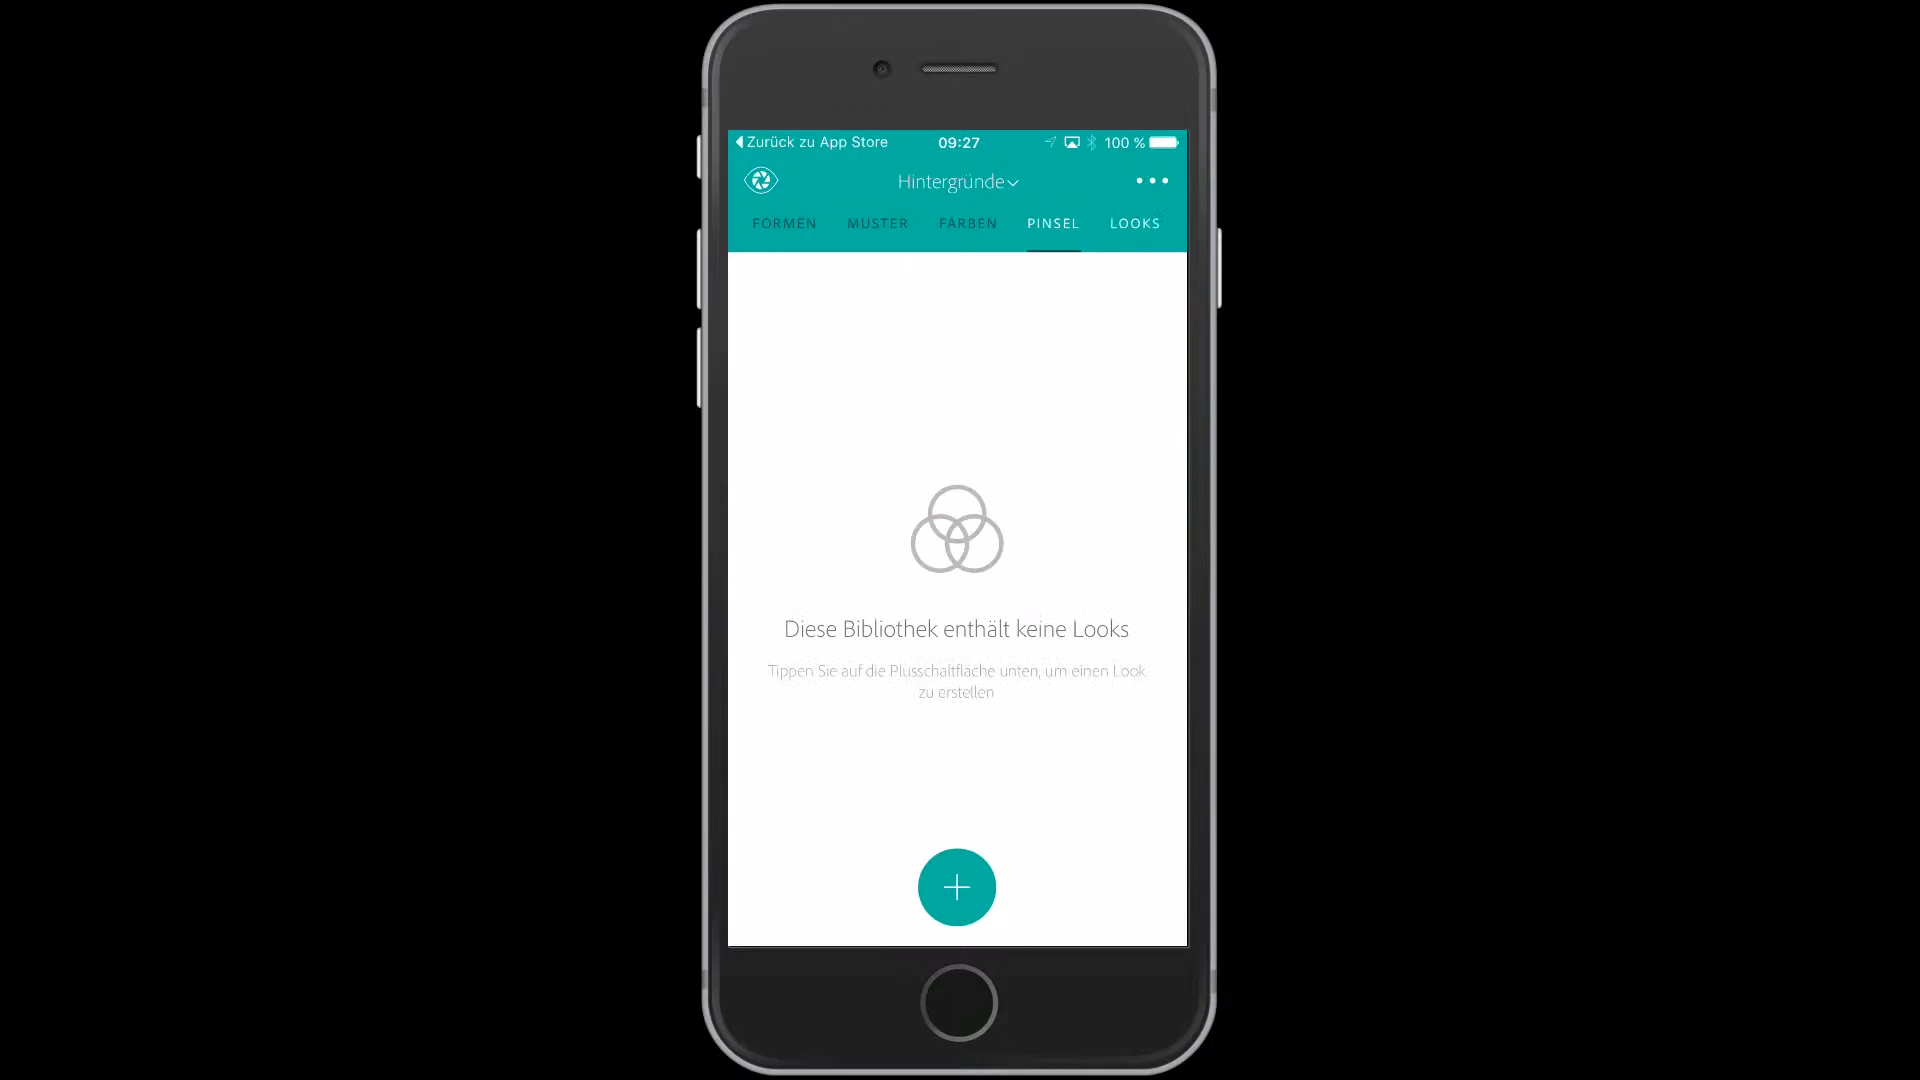 Zurück zu App Store 09:27 100 %
Hintergründe
FORMEN MUSTER FARBEN PINSEL LOOKS
Diese Bibliothek enthält keine Looks
Tippen Sie auf die Plusschaltfläche unten, um einen Look
zu erstellen